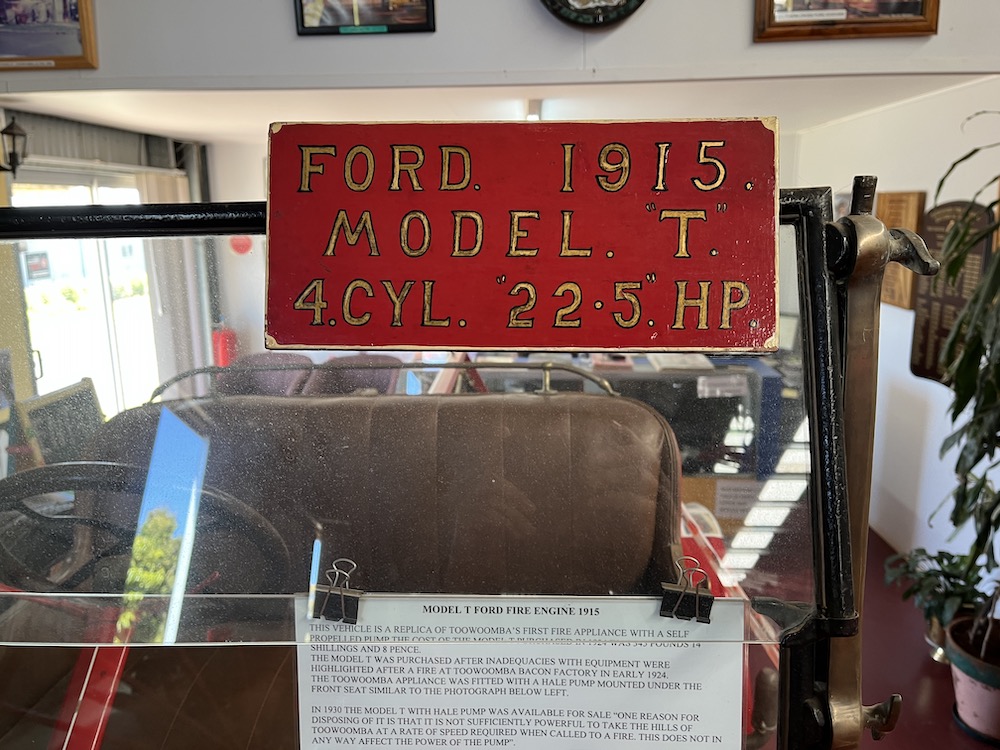 FORD. 1915.
MODEL. "T."
4.CYL. "22·5". HP.
MODEL T FORD FIRE ENGINE 1915
THIS VEHICLE IS A REPLICA OF TOOWOOMBA'S FIRST FIRE APPLIANCE WITH A SELF
PROPELLED PUMP THE COST OF THE MODEL T PURCHASED IN 1924 WAS 343 POUNDS 14
SHILLINGS AND 8 PENCE.
THE MODEL T WAS PURCHASED AFTER INADEQUACIES WITH EQUIPMENT WERE
HIGHLIGHTED AFTER A FIRE AT TOOWOOMBA BACON FACTORY IN EARLY 1924.
THE TOOWOOMBA APPLIANCE WAS FITTED WITH A HALE PUMP MOUNTED UNDER THE
FRONT SEAT SIMILAR TO THE PHOTOGRAPH BELOW LEFT.
IN 1930 THE MODEL T WITH HALE PUMP WAS AVAILABLE FOR SALE "ONE REASON FOR
DISPOSING OF IT IS THAT IT IS NOT SUFFICIENTLY POWERFUL TO TAKE THE HILLS OF
TOOWOOMBA AT A RATE OF SPEED REQUIRED WHEN CALLED TO A FIRE. THIS DOES NOT IN
ANY WAY AFFECT THE POWER OF THE PUMP".